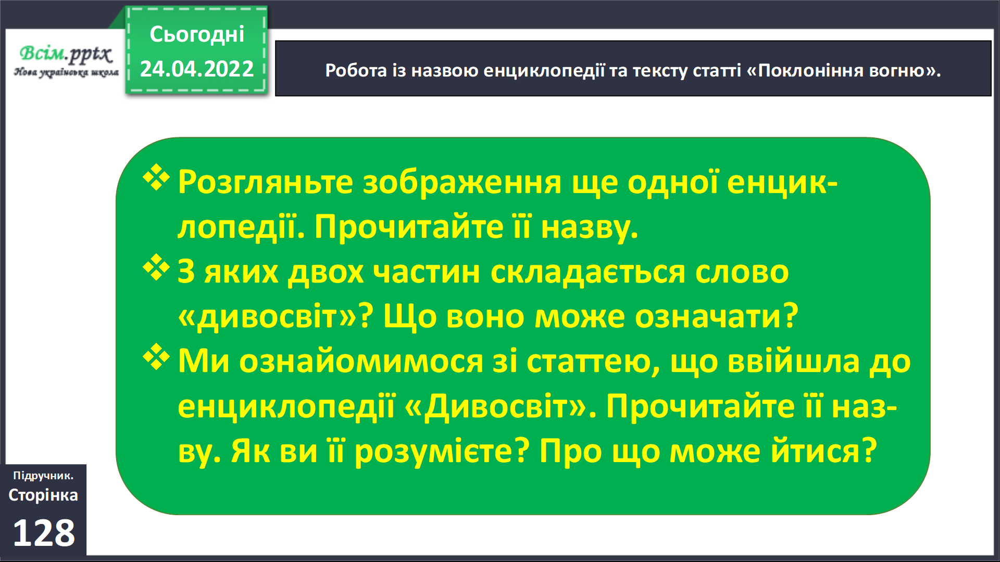 Сьогодні
24.04.2022
Всім.pptx
Нова українська школа
Робота із назвою енциклопедії та тексту статті «Поклоніння вогню».
❖ Розгляньте зображення ще одної енцик-
лопедії. Прочитайте її назву.
❖ З яких двох частин складається слово
«дивосвіт»? Що воно може означати?
❖ Ми ознайомимося зі статтею, що ввійшла до
енциклопедії «Дивосвіт». Прочитайте її наз-
ву. Як ви її розумієте? Про що може йтися?
Підручник.
Сторінка
128